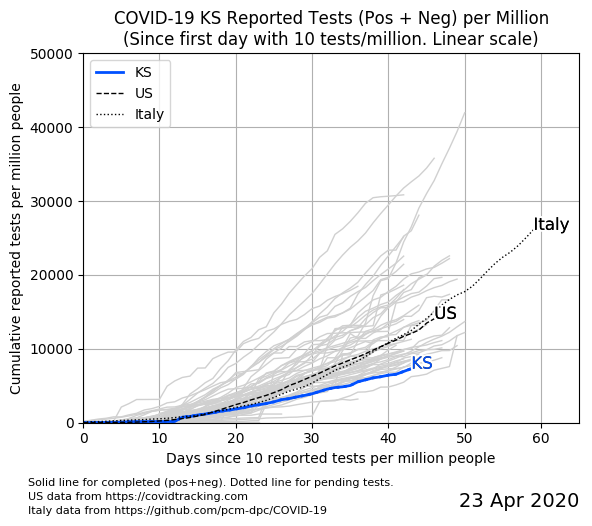 COVID-19 KS Reported Tests (Pos + Neg) per Million
(Since first day with 10 tests/million. Linear scale)
Cumulative reported tests per million people
50000
40000
30000
20000
10000
0
KS
US
Italy
Italy
US
KS
0 10 20 30 40 50 60
Days since 10 reported tests per million people
Solid line for completed (pos+neg). Dotted line for pending tests.
US data from https://covidtracking.com
Italy data from https://github.com/pcm-dpc/COVID-19
23 Apr 2020